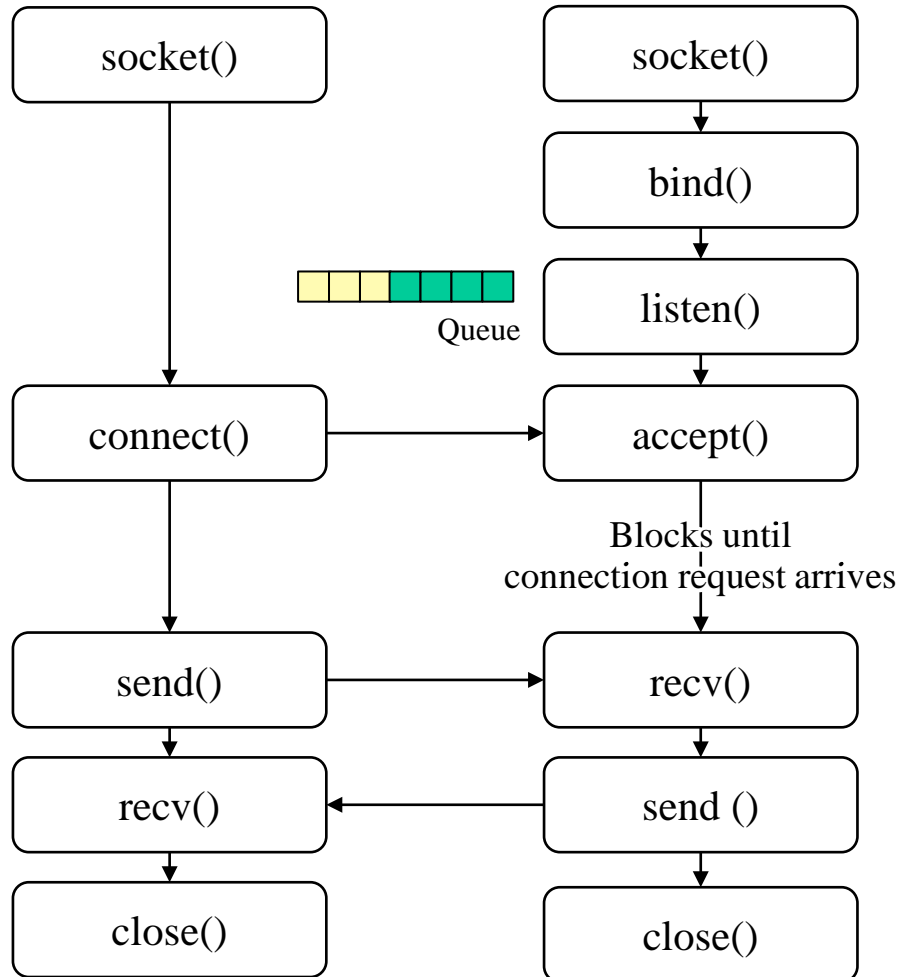 socket()
socket()
bind()
listen()
Queue
connect()
accept()
Blocks until
connection request arrives
send()
recv()
recv()
send ()
close()
close()